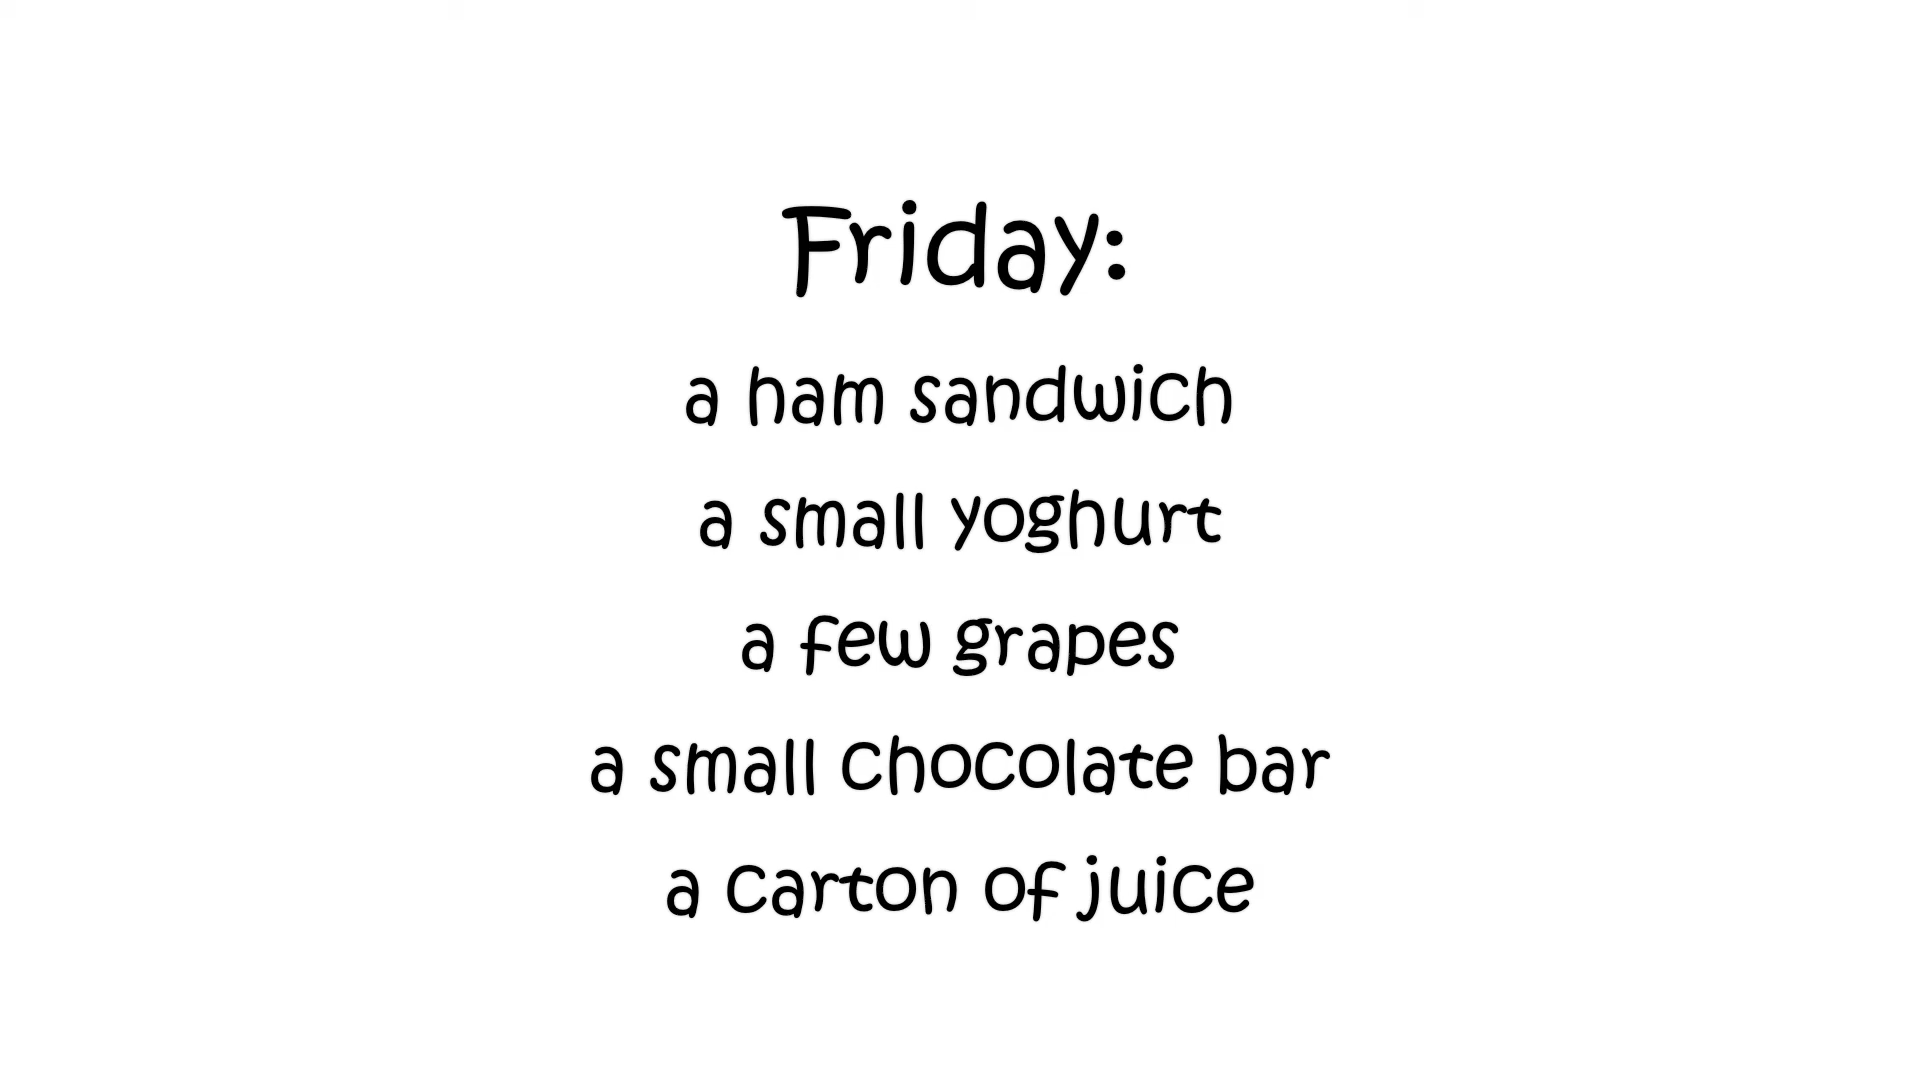 Friday:
a ham sandwich
a small yoghurt
a few grapes
a small chocolate bar
a carton of juice